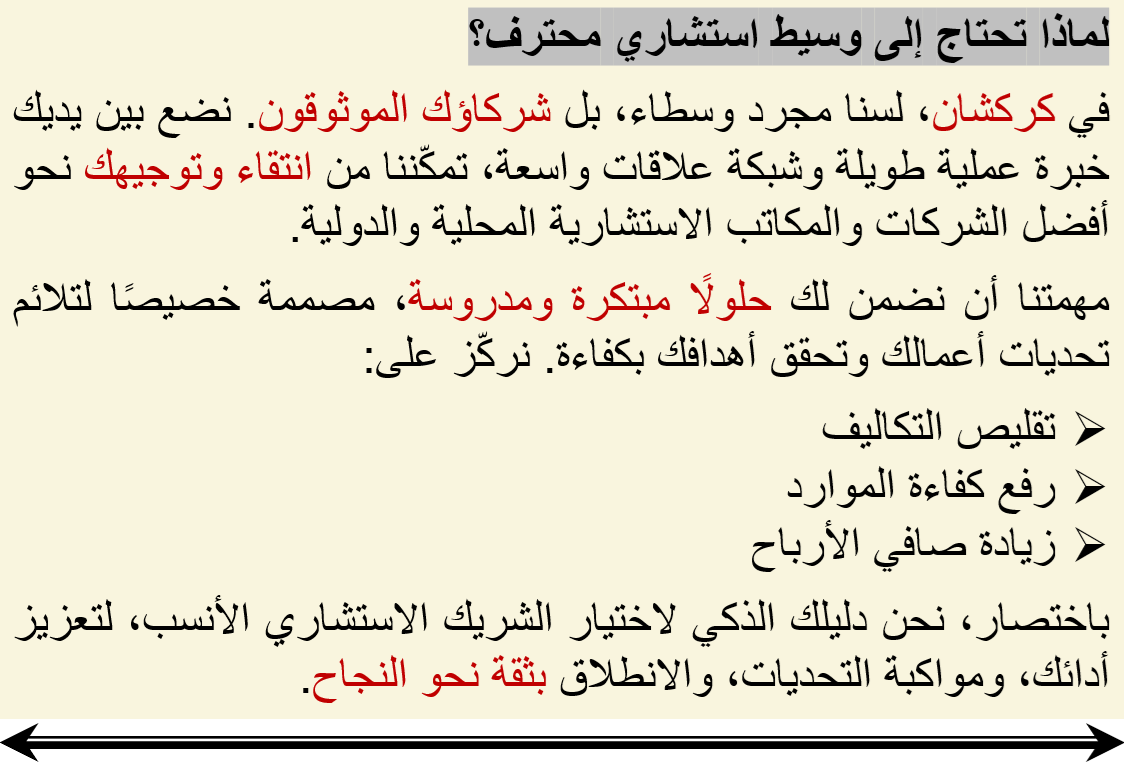 لماذا تحتاج إلى وسيط استشاري محترف؟
في كركشان، لسنا مجرد وسطاء، بل شركاؤك الموثوقون. نضع بين يديك
خبرة عملية طويلة وشبكة علاقات واسعة، تمكّننا من انتقاء وتوجيهك نحو
أفضل الشركات والمكاتب الاستشارية المحلية والدولية.
مهمتنا أن نضمن لك حلولًا مبتكرة ومدروسة، مصممة خصيصًا لتلائم
تحديات أعمالك وتحقق أهدافك بكفاءة. نركّز على:
⮚ تقليص التكاليف
⮚ رفع كفاءة الموارد
⮚ زيادة صافي الأرباح
باختصار، نحن دليلك الذكي لاختيار الشريك الاستشاري الأنسب، لتعزيز
أدائك، ومواكبة التحديات، والانطلاق بثقة نحو النجاح.